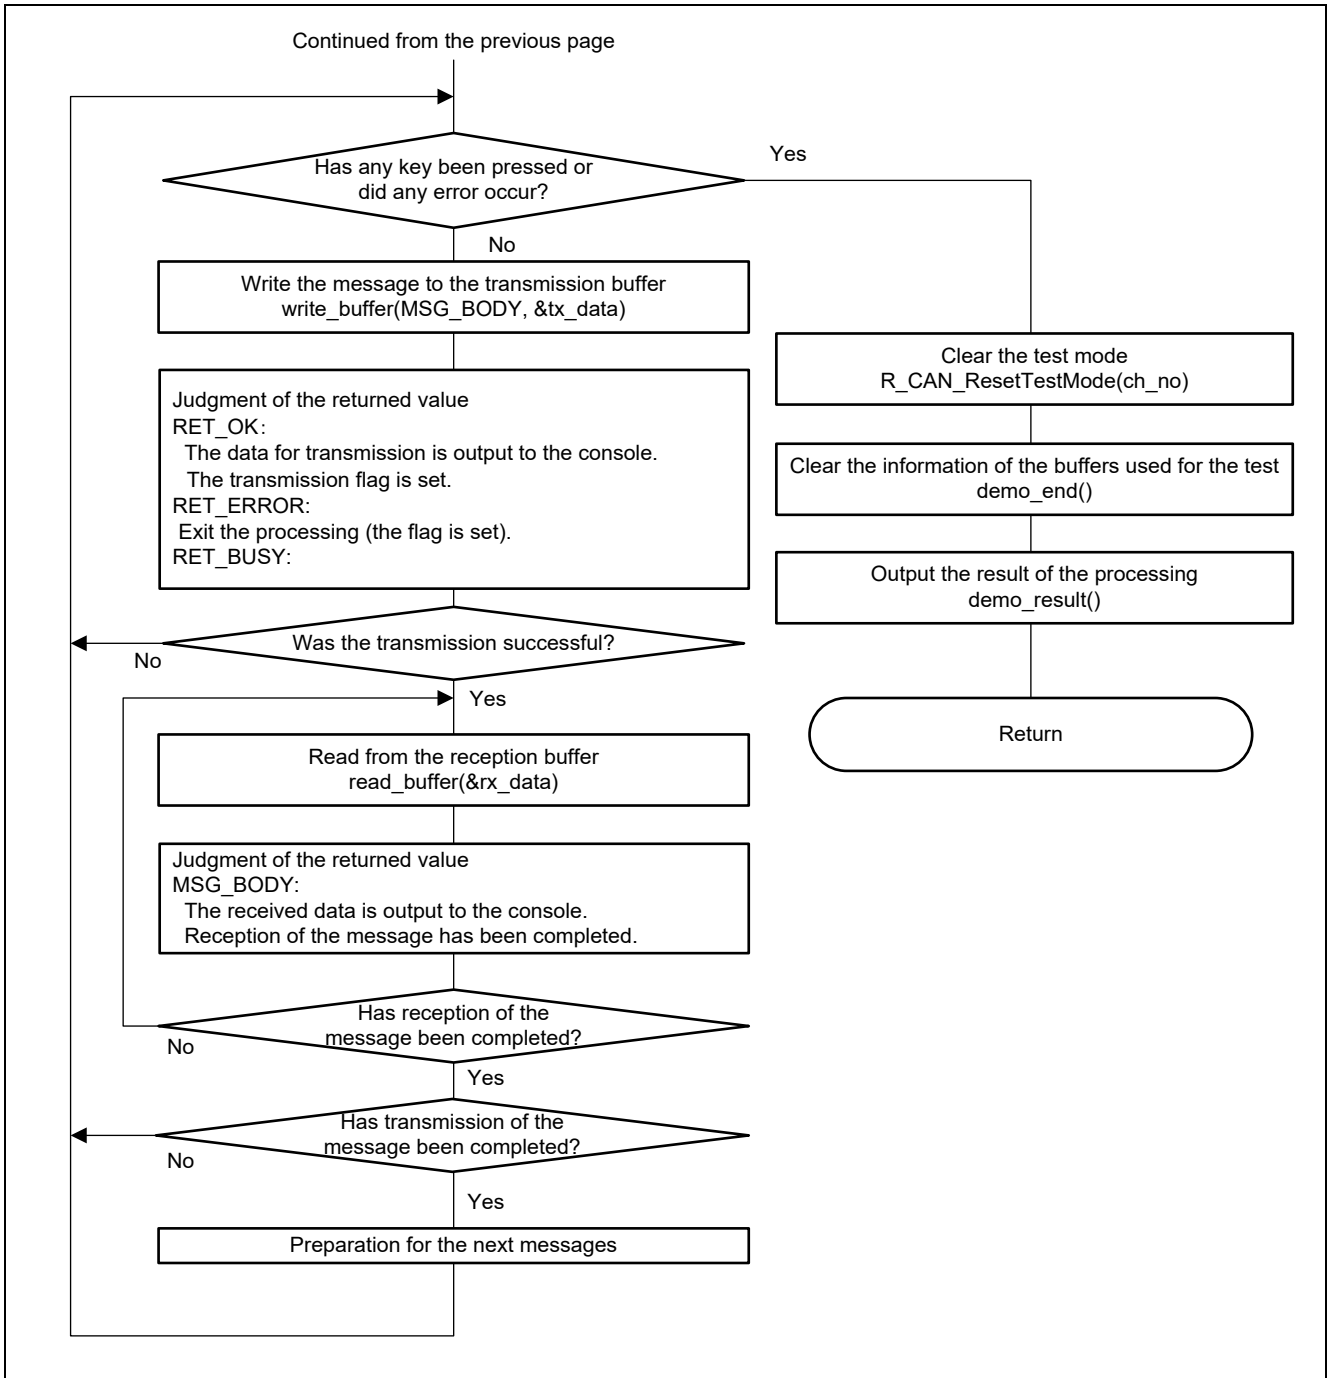 Continued from the previous page
Has any key been pressed or
did any error occur?
Yes
No
Write the message to the transmission buffer
write_buffer(MSG_BODY, &tx_data)
Judgment of the returned value
RET_OK:
The data for transmission is output to the console.
The transmission flag is set.
RET_ERROR:
Exit the processing (the flag is set).
RET_BUSY:
Was the transmission successful?
No
Yes
Read from the reception buffer
read_buffer(&rx_data)
Judgment of the returned value
MSG_BODY:
The received data is output to the console.
Reception of the message has been completed.
Has reception of the
message been completed?
No
Yes
Has transmission of the
message been completed?
No
Yes
Preparation for the next messages
Clear the test mode
R_CAN_ResetTestMode(ch_no)
Clear the information of the buffers used for the test
demo_end()
Output the result of the processing
demo_result()
Return